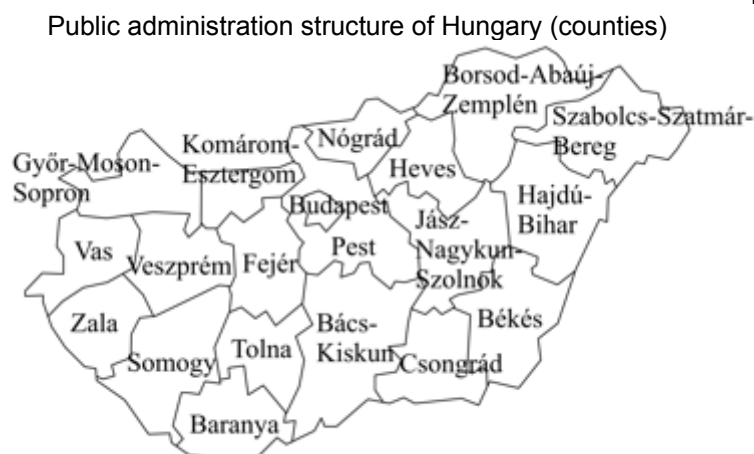 Public administration structure of Hungary (counties)
Borsod-Abaúj-
Zemplén
Szabolcs-Szatmár-
Bereg
Nógrád
Komárom-
Esztergom
Heves
Győr-Moson-
Sopron
Hajdú-
Bihar
Budapest
Jász-
Nagykun-
Szolnok
Pest
Vas
Veszprém
Fejér
Zala
Somogy
Tolna
Bács-
Kiskun
Békés
Csongrád
Baranya